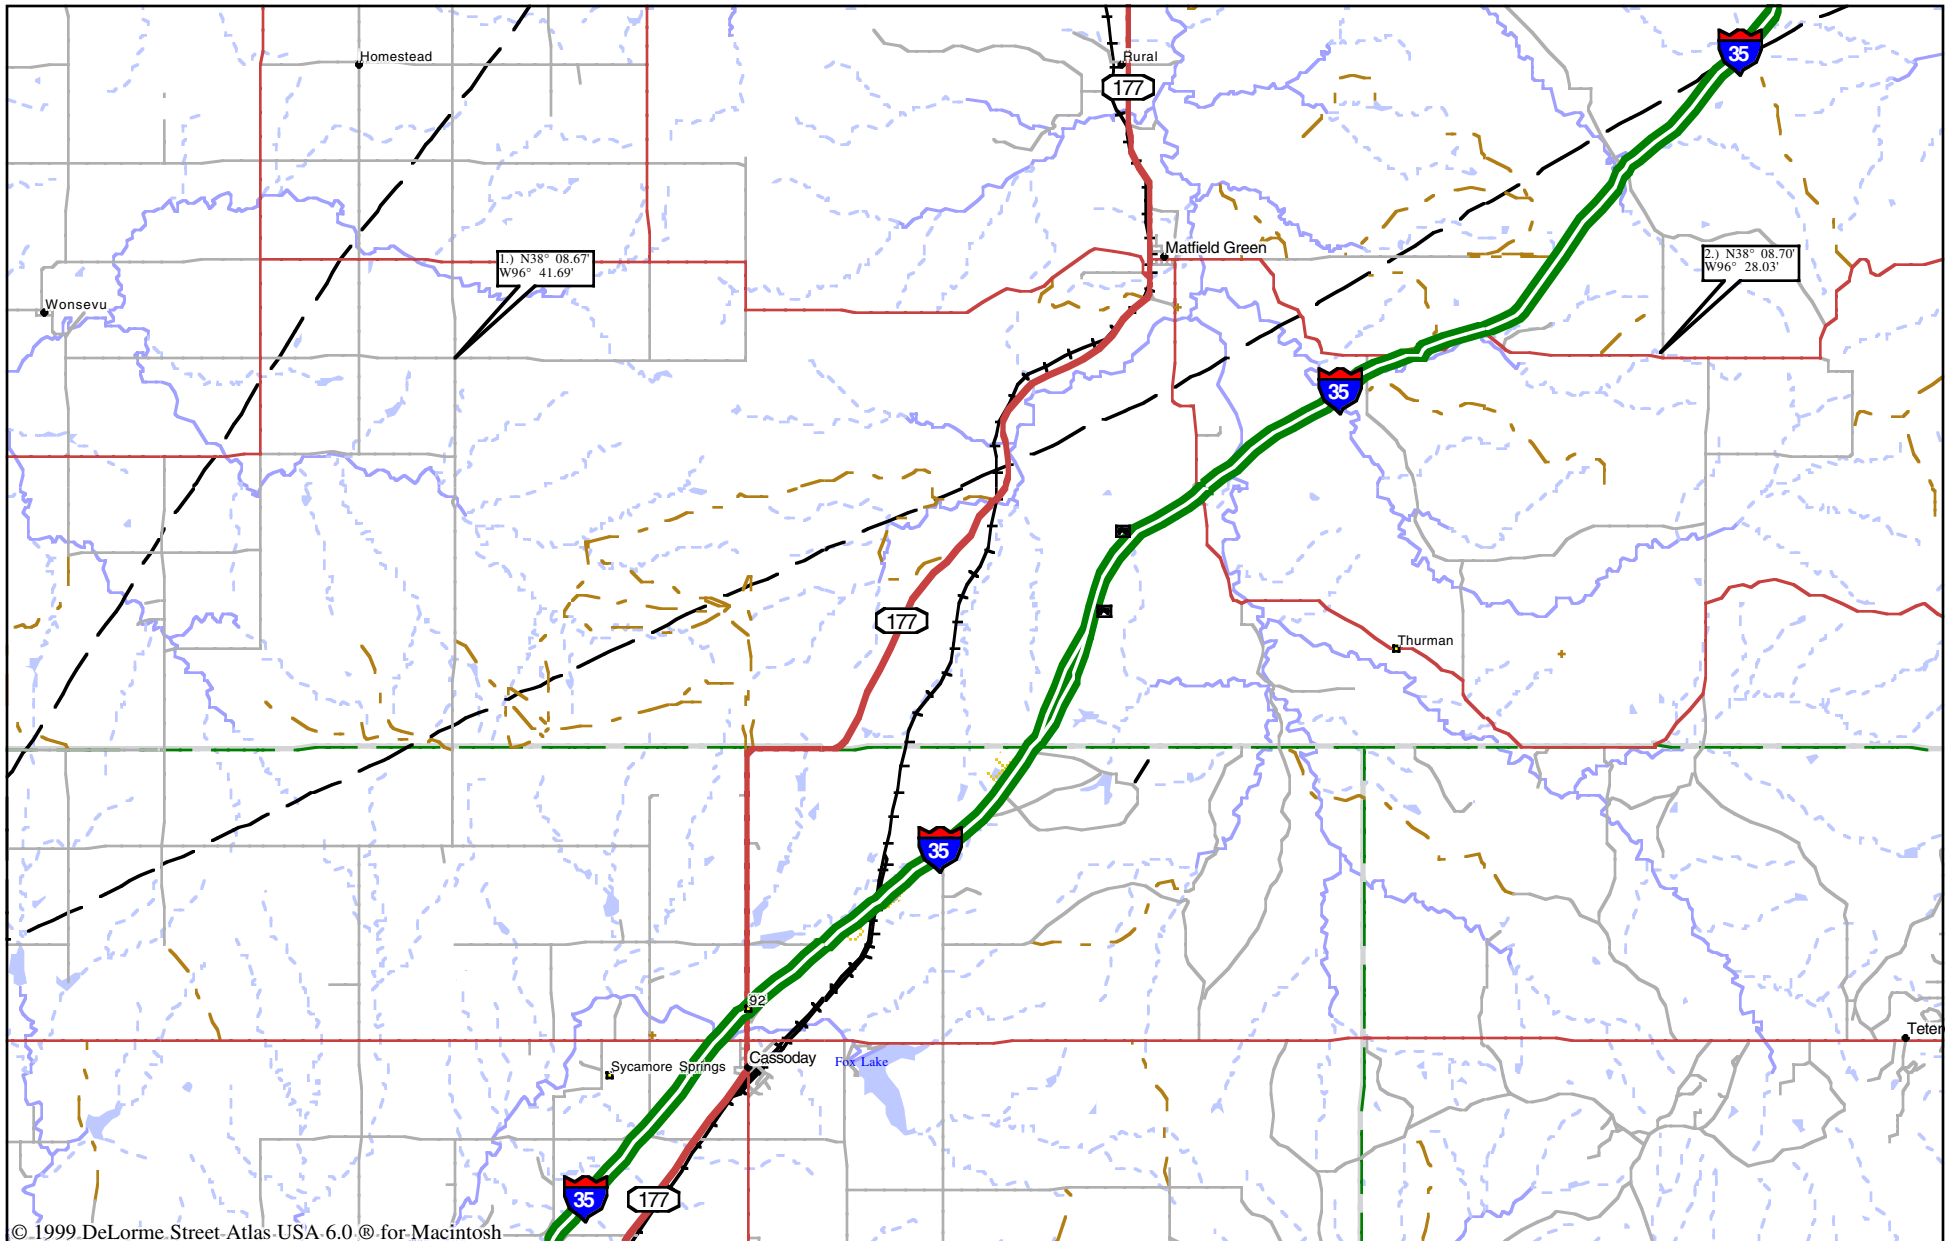 35
Homestead
Rural
177
Matfield Green
1.) N38° 08.67'
W96° 41.69'
2.) N38° 08.70'
W96° 28.03'
Wonsevu
35
177
Thurman
35
92
Teter
Cassoday
Fox Lake
Sycamore Springs
35
177
© 1999 DeLorme Street Atlas USA 6.0 ® for Macintosh